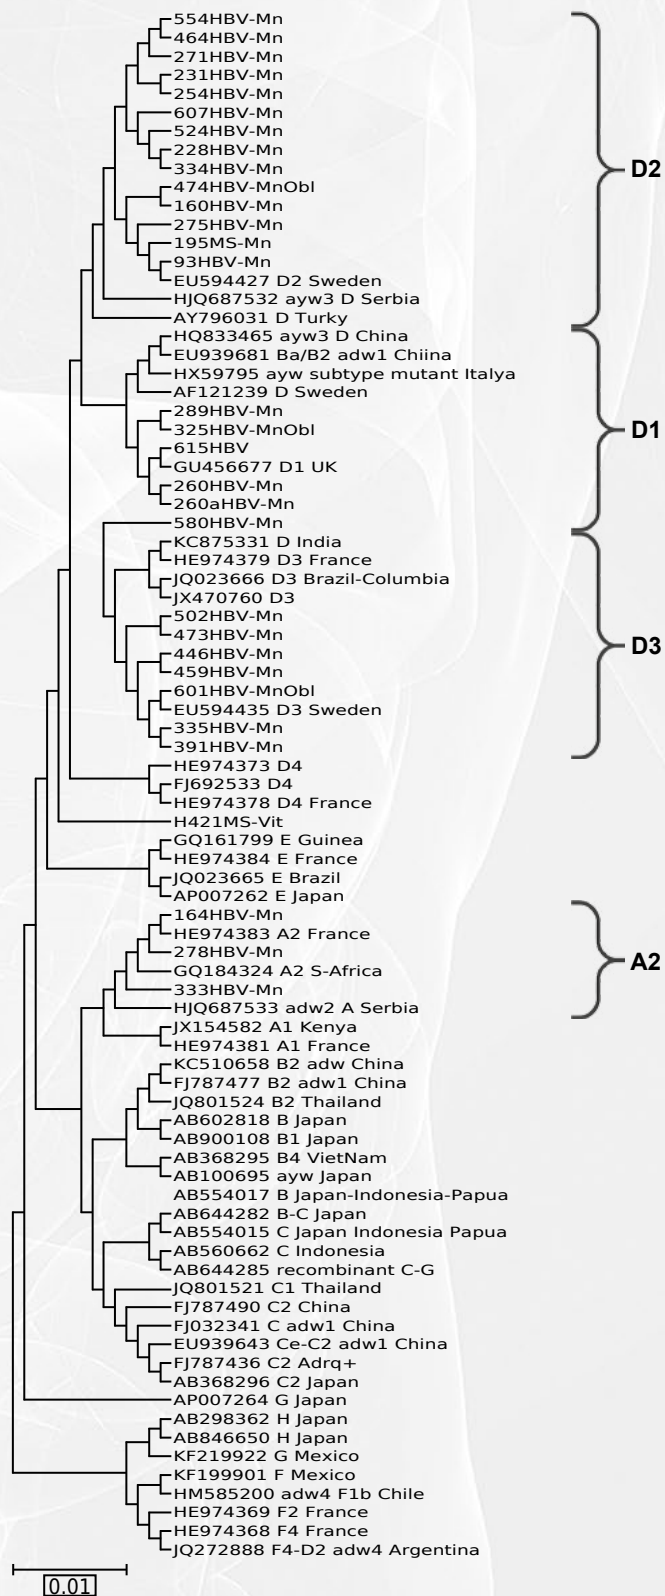 554HBV-Mn
464HBV-Mn
271HBV-Mn
231HBV-Mn
254HBV-Mn
607HBV-Mn
524HBV-Mn
228HBV-Mn
334HBV-Mn
D2
474HBV-MnObl
160HBV-Mn
275HBV-Mn
195MS-Mn
93HBV-Mn
EU594427 D2 Sweden
HJQ687532 ayw3 D Serbia
AY796031 D Turky
HQ833465 ayw3 D China
EU939681 Ba/B2 adw1 Chiina
HX59795 ayw subtype mutant Italya
AF121239 D Sweden
289HBV-Mn
325HBV-MnObl
D1
615HBV
GU456677 D1 UK
260HBV-Mn
260aHBV-Mn
580HBV-Mn
KC875331 D India
HE974379 D3 France
JQ023666 D3 Brazil-Columbia
JX470760 D3
502HBV-Mn
473HBV-Mn
D3
446HBV-Mn
459HBV-Mn
601HBV-MnObl
EU594435 D3 Sweden
335HBV-Mn
391HBV-Mn
HE974373 D4
FJ692533 D4
HE974378 D4 France
H421MS-Vit
GQ161799 E Guinea
HE974384 E France
JQ023665 E Brazil
AP007262 E Japan
164HBV-Mn
HE974383 A2 France
278HBV-Mn
A2
GQ184324 A2 S-Africa
333HBV-Mn
HJQ687533 adw2 A Serbia
JX154582 A1 Kenya
HE974381 A1 France
KC510658 B2 adw China
FJ787477 B2 adw1 China
JQ801524 B2 Thailand
AB602818 B Japan
AB900108 B1 Japan
AB368295 B4 VietNam
AB100695 ayw Japan
AB554017 B Japan-Indonesia-Papua
AB644282 B-C Japan
AB554015 C Japan Indonesia Papua
AB560662 C Indonesia
AB644285 recombinant C-G
JQ801521 C1 Thailand
FJ787490 C2 China
FJ032341 C adw1 China
EU939643 Ce-C2 adw1 China
FJ787436 C2 Adrq+
AB368296 C2 Japan
AP007264 G Japan
AB298362 H Japan
AB846650 H Japan
KF219922 G Mexico
KF199901 F Mexico
HM585200 adw4 F1b Chile
HE974369 F2 France
HE974368 F4 France
JQ272888 F4-D2 adw4 Argentina
0.01